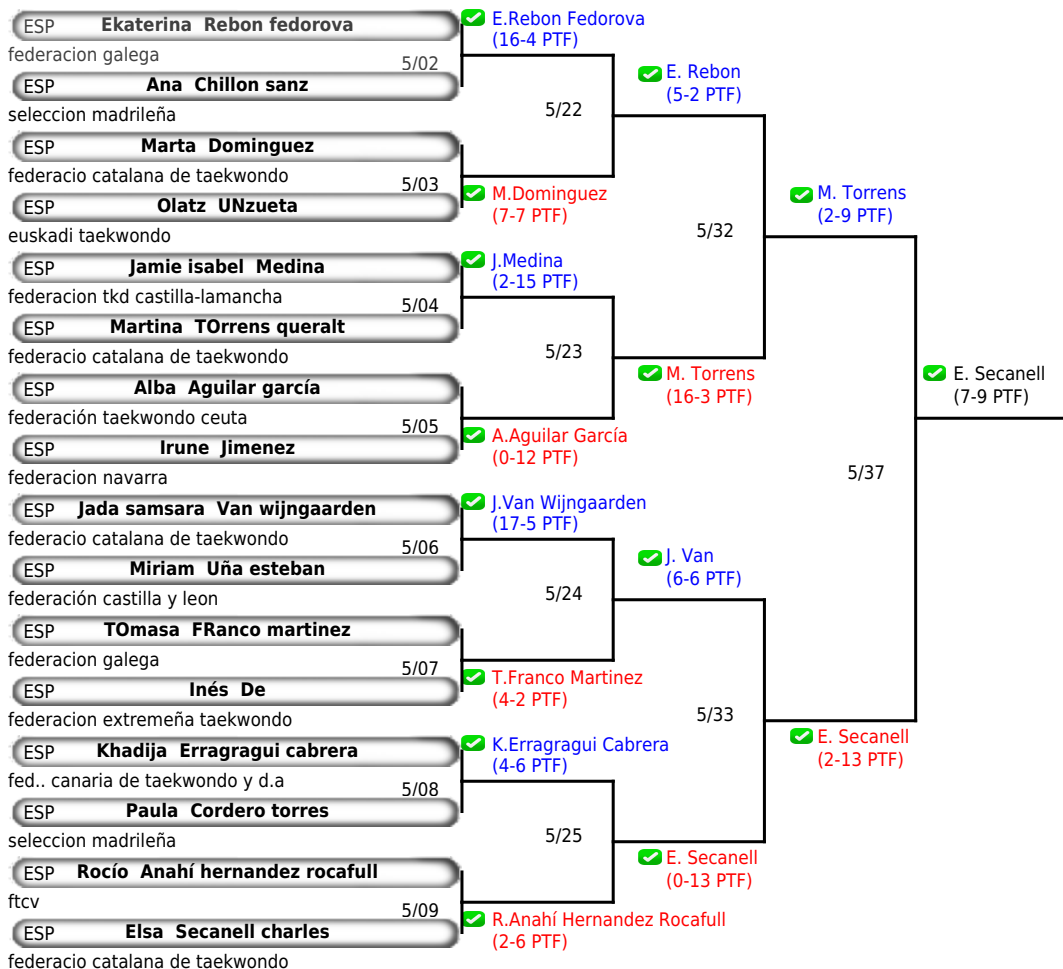 ESP Ekaterina Rebon fedorova
federacion galega
5/02
ESP Ana Chillon sanz
seleccion madrileña
ESP Marta Dominguez
federacio catalana de taekwondo
5/03
ESP Olatz UNzueta
euskadi taekwondo
ESP Jamie isabel Medina
federacion tkd castilla-lamancha
5/04
ESP Martina TOrrens queralt
federacio catalana de taekwondo
ESP Alba Aguilar garcía
federación taekwondo ceuta
5/05
ESP Irune Jimenez
federacion navarra
ESP Jada samsara Van wijngaarden
federacio catalana de taekwondo
5/06
ESP Miriam Uña esteban
federación castilla y leon
ESP TOmasa FRanco martinez
federacion galega
5/07
ESP Inés De
federacion extremeña taekwondo
ESP Khadija Erragragui cabrera
fed.. canaria de taekwondo y d.a
5/08
ESP Paula Cordero torres
seleccion madrileña
ESP Rocío Anahí hernandez rocafull
ftcv
5/09
ESP Elsa Secanell charles
federacio catalana de taekwondo
E.Rebon Fedorova
(16-4 PTF)
5/22
M.Dominguez
(7-7 PTF)
J.Medina
(2-15 PTF)
5/23
A.Aguilar García
(0-12 PTF)
J.Van Wijngaarden
(17-5 PTF)
5/24
T.Franco Martinez
(4-2 PTF)
K.Erragragui Cabrera
(4-6 PTF)
5/25
R.Anahí Hernandez Rocafull
(2-6 PTF)
E. Rebon
(5-2 PTF)
5/32
M. Torrens
(16-3 PTF)
J. Van
(6-6 PTF)
5/33
E. Secanell
(0-13 PTF)
M. Torrens
(2-9 PTF)
5/37
E. Secanell
(2-13 PTF)
E. Secanell
(7-9 PTF)